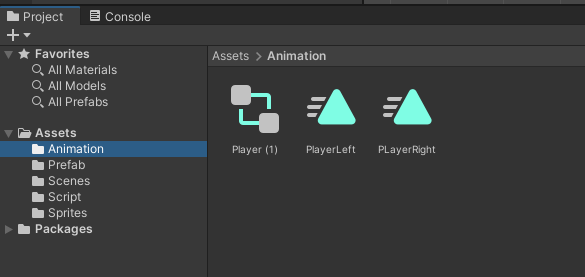 Project
Console
Favorites
All Materials
All Models
All Prefabs
Assets
Animation
Prefab
Scenes
Script
Sprites
Packages
Assets > Animation
Player (1)
PlayerLeft
PLayerRight